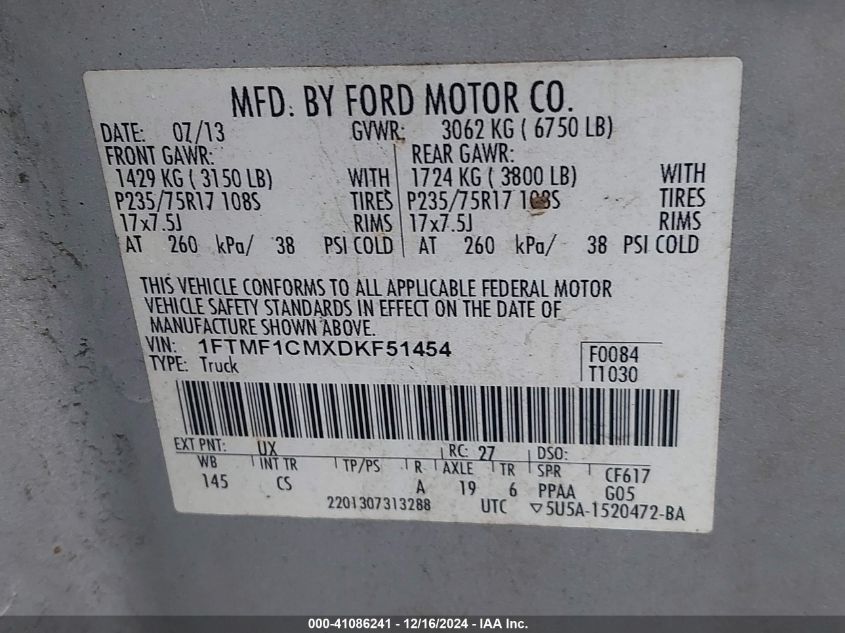 MFD. BY FORD MOTOR CO.
DATE: 07/13 GVWR: 3062 KG ( 6750 LB)
FRONT GAWR: REAR GAWR:
1429 KG ( 3150 LB) WITH 1724 KG ( 3800 LB) WITH
P235/75R17 108S TIRES P235/75R17 108S TIRES
17x7.5J RIMS 17x7.5J RIMS
AT 260 kPa/ 38 PSI COLD AT 260 kPa/ 38 PSI COLD
THIS VEHICLE CONFORMS TO ALL APPLICABLE FEDERAL MOTOR
VEHICLE SAFETY STANDARDS IN EFFECT ON THE DATE OF
MANUFACTURE SHOWN ABOVE.
VIN: 1FTMF1CMXDKF51454 F0084
TYPE: Truck T1030
EXT PNT: UX RC: 27 DSO:
WB INT TR TP/PS R AXLE TR SPR CF617
145 CS A 19 6 PPAA G05
2201307313288 UTC ▽5U5A-1520472-BA
000-41086241 - 12/16/2024 - IAA Inc.